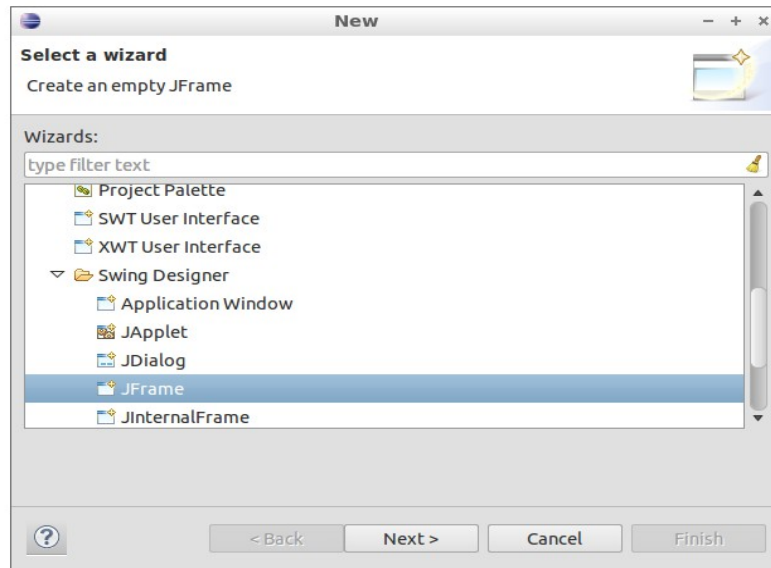 New
Select a wizard
Create an empty JFrame
Wizards:
type filter text
Project Palette
SWT User Interface
XWT User Interface
Swing Designer
Application Window
JApplet
JDialog
JFrame
JInternalFrame
? < Back Next > Cancel Finish